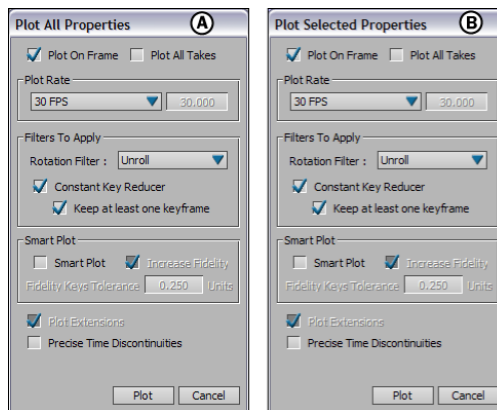 Plot All Properties A
Plot On Frame Plot All Takes
Plot Rate
30 FPS 30.000
Filters To Apply
Rotation Filter : Unroll
Constant Key Reducer
Keep at least one keyframe
Smart Plot
Smart Plot Increase Fidelity
Fidelity Keys Tolerance 0.250 Units
Plot Extensions
Precise Time Discontinuities
Plot Cancel
Plot Selected Properties B
Plot On Frame Plot All Takes
Plot Rate
30 FPS 30.000
Filters To Apply
Rotation Filter : Unroll
Constant Key Reducer
Keep at least one keyframe
Smart Plot
Smart Plot Increase Fidelity
Fidelity Keys Tolerance 0.250 Units
Plot Extensions
Precise Time Discontinuities
Plot Cancel